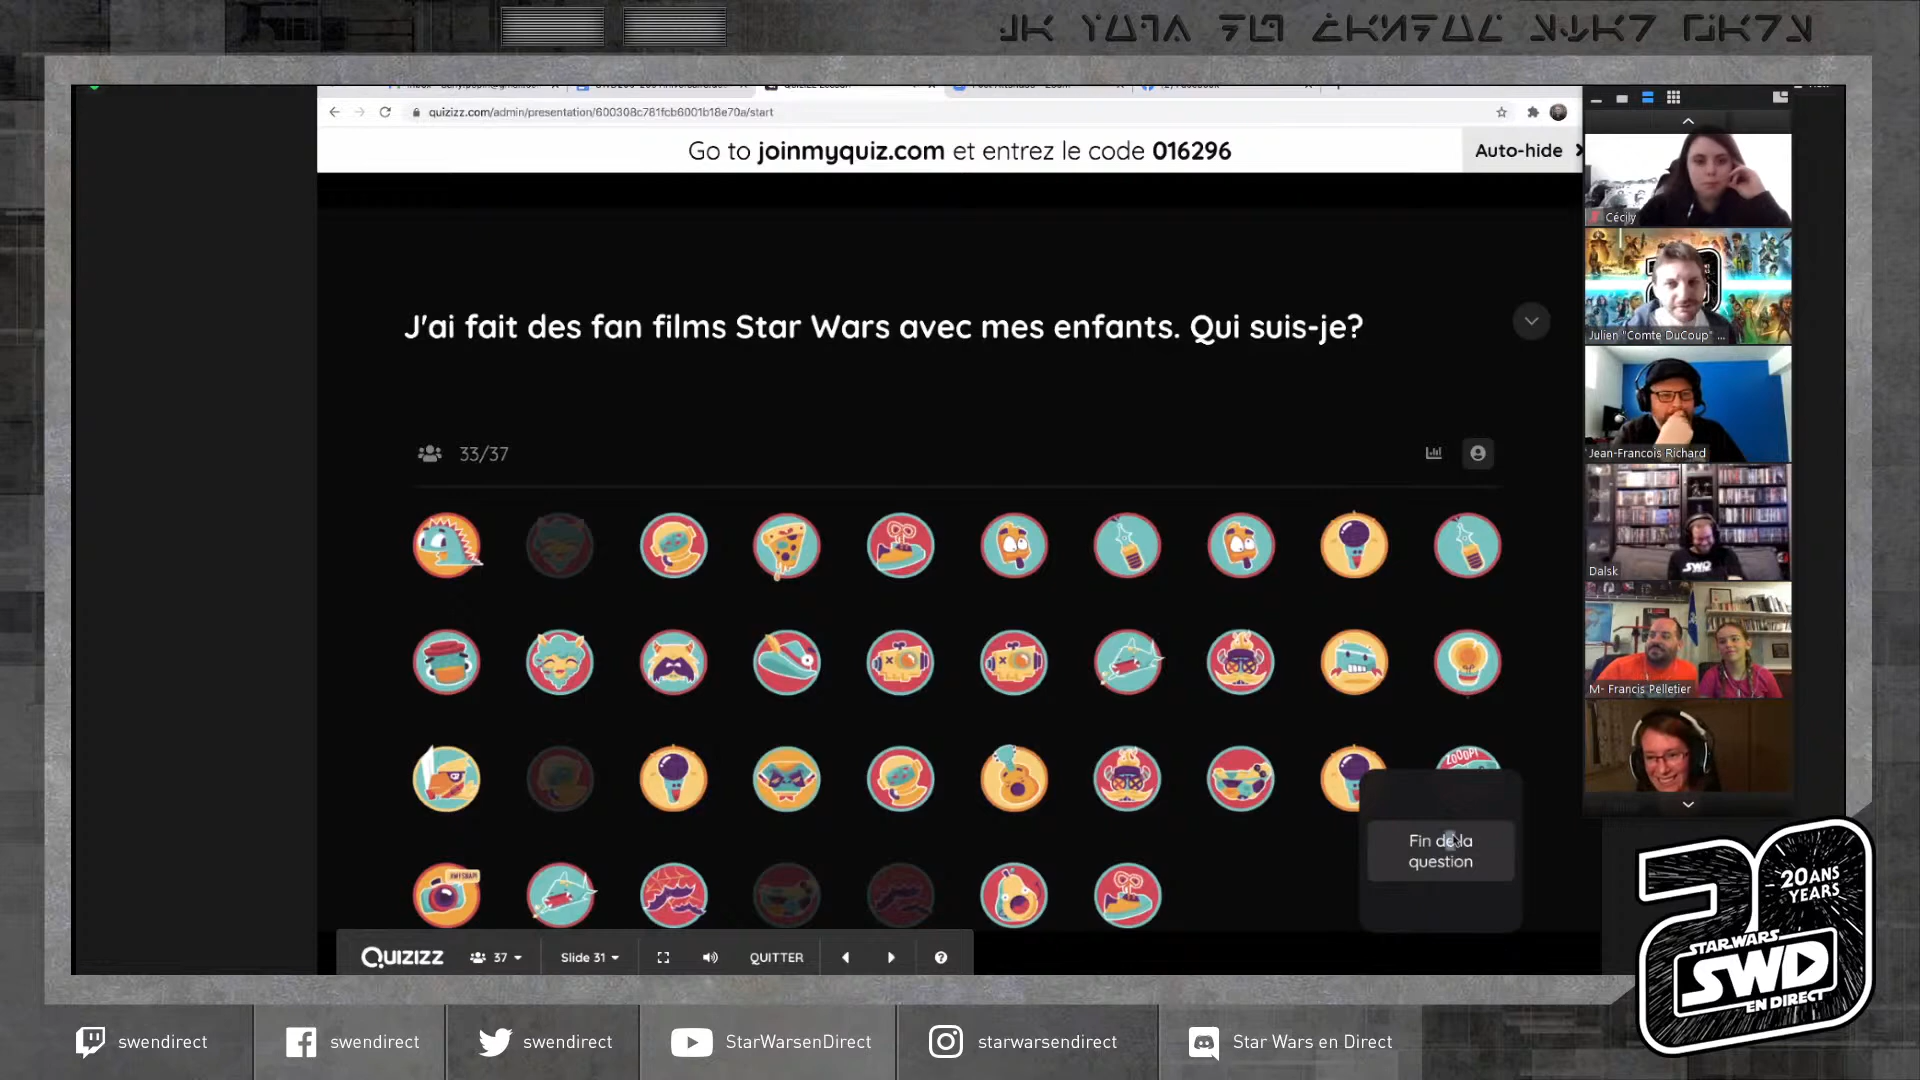 quizizz.com/admin/presentation/600308c781fcb6001b18e70a/start
Go to joinmyquiz.com et entrez le code 016296
Auto-hide
J'ai fait des fan films Star Wars avec mes enfants. Qui suis-je?
33/37
ZOOOP!
Fin de la
question
QUIZIZZ
37
Slide 31
QUITTER
Cécily
Julien "Comte DuCoup" ...
Jean-Francois Richard
Dalsk
SWD
M- Francis Pelletier
20 ANS
YEARS
STAR WARS
SWD
EN DIRECT
swendirect
swendirect
swendirect
StarWarsenDirect
starwarsendirect
Star Wars en Direct